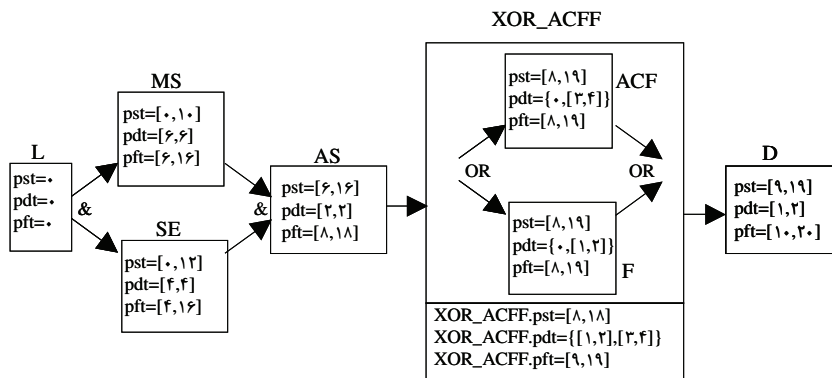 XOR_ACFF
MS
pst=[۰,۱۰]
pdt=[۶,۶]
pft=[۶,۱۶]
L
pst=۰
pdt=۰
pft=۰
&
SE
pst=[۰,۱۲]
pdt=[۴,۴]
pft=[۴,۱۶]
AS
&
pst=[۶,۱۶]
pdt=[۲,۲]
pft=[۸,۱۸]
ACF
pst=[۸,۱۹]
pdt={۰,[۳,۴]}
pft=[۸,۱۹]
OR
OR
pst=[۸,۱۹]
pdt={۰,[۱,۲]}
pft=[۸,۱۹]
F
XOR_ACFF.pst=[۸,۱۸]
XOR_ACFF.pdt={[۱,۲],[۳,۴]}
XOR_ACFF.pft=[۹,۱۹]
D
pst=[۹,۱۹]
pdt=[۱,۲]
pft=[۱۰,۲۰]